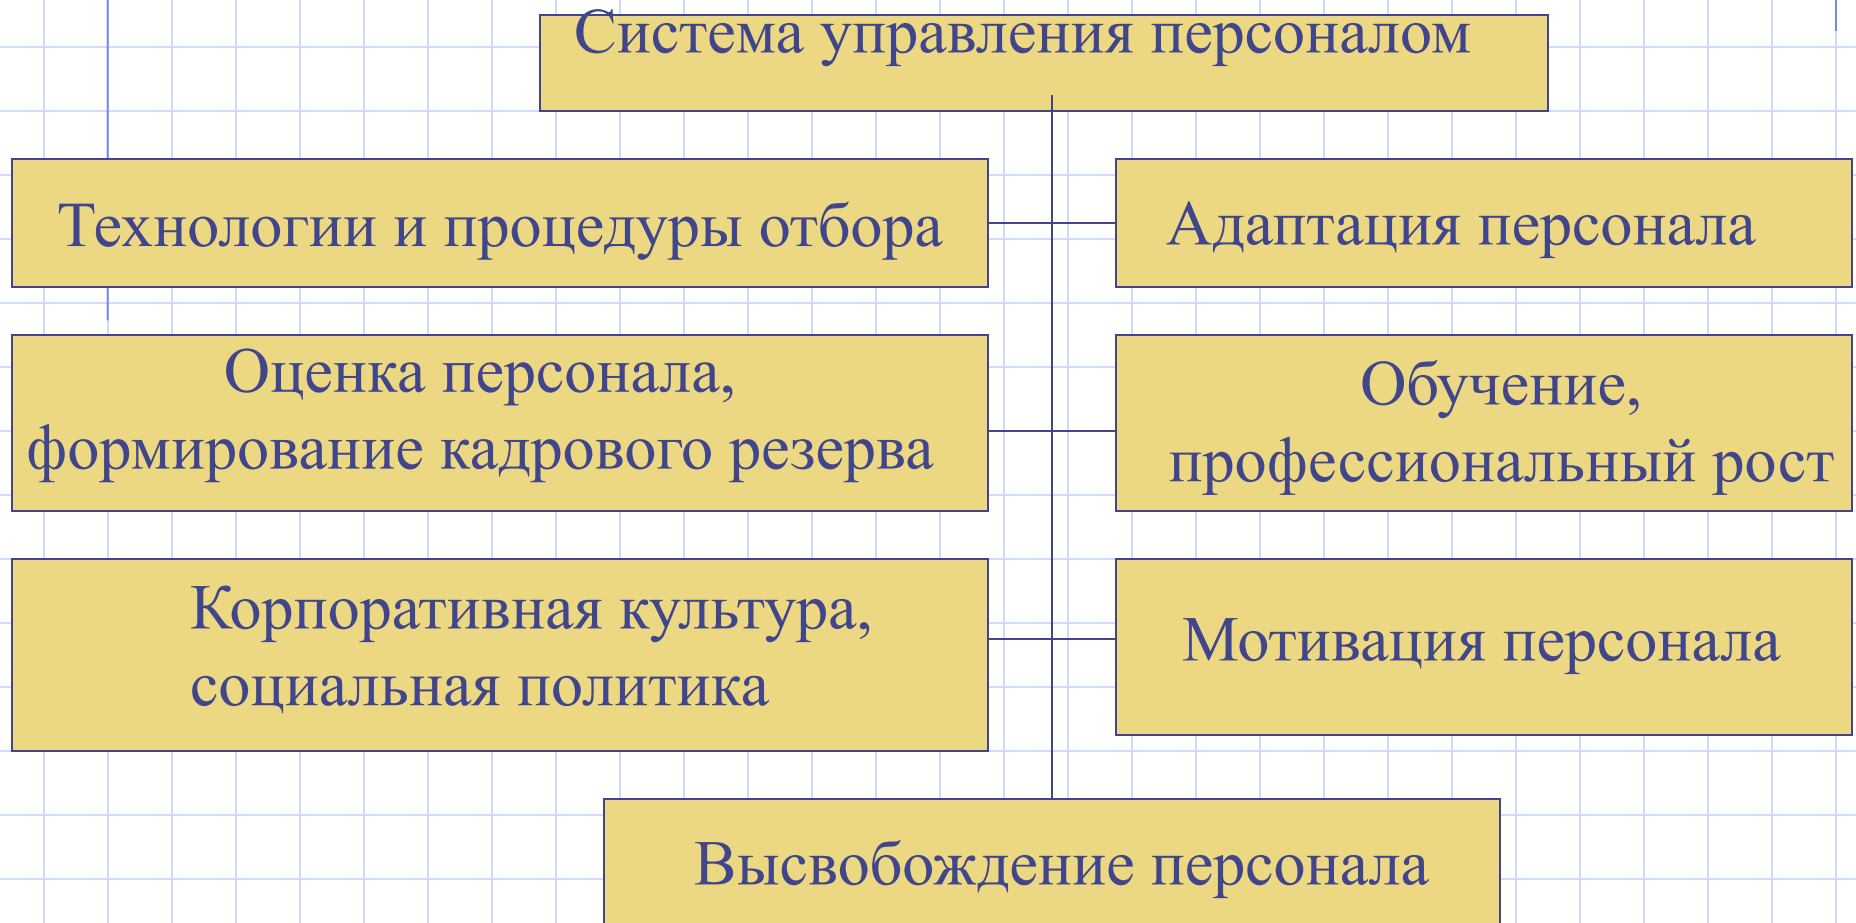 Система управления персоналом
Технологии и процедуры отбора
Адаптация персонала
Оценка персонала,
формирование кадрового резерва
Обучение,
профессиональный рост
Корпоративная культура,
социальная политика
Мотивация персонала
Высвобождение персонала